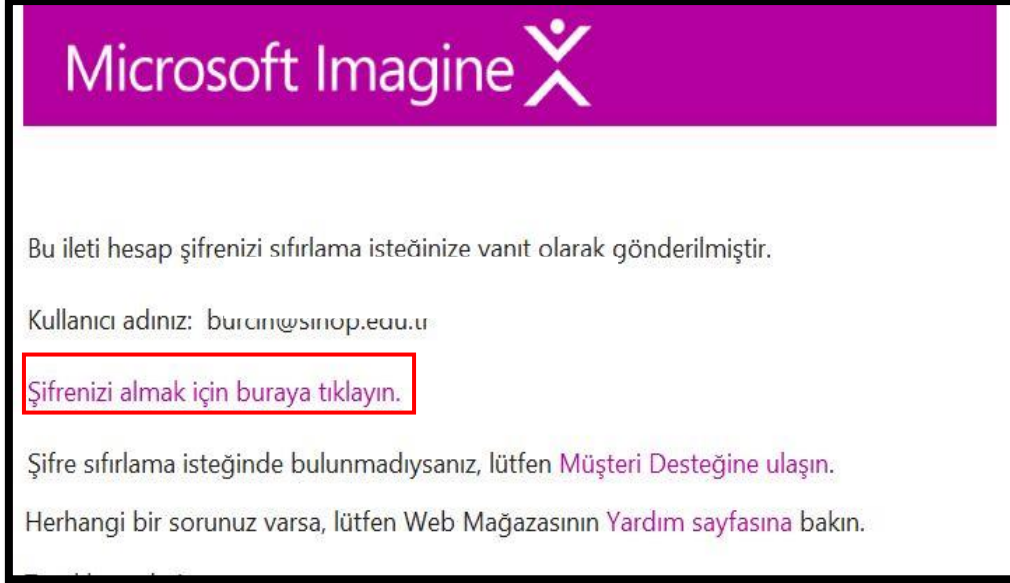 Microsoft Imagine
Bu ileti hesap şifrenizi sıfırlama isteğinize yanıt olarak gönderilmiştir.
Kullanıcı adınız: burcin@sinop.edu.tr
Şifrenizi almak için buraya tıklayın.
Şifre sıfırlama isteğinde bulunmadıysanız, lütfen Müşteri Desteğine ulaşın.
Herhangi bir sorunuz varsa, lütfen Web Mağazasının Yardım sayfasına bakın.